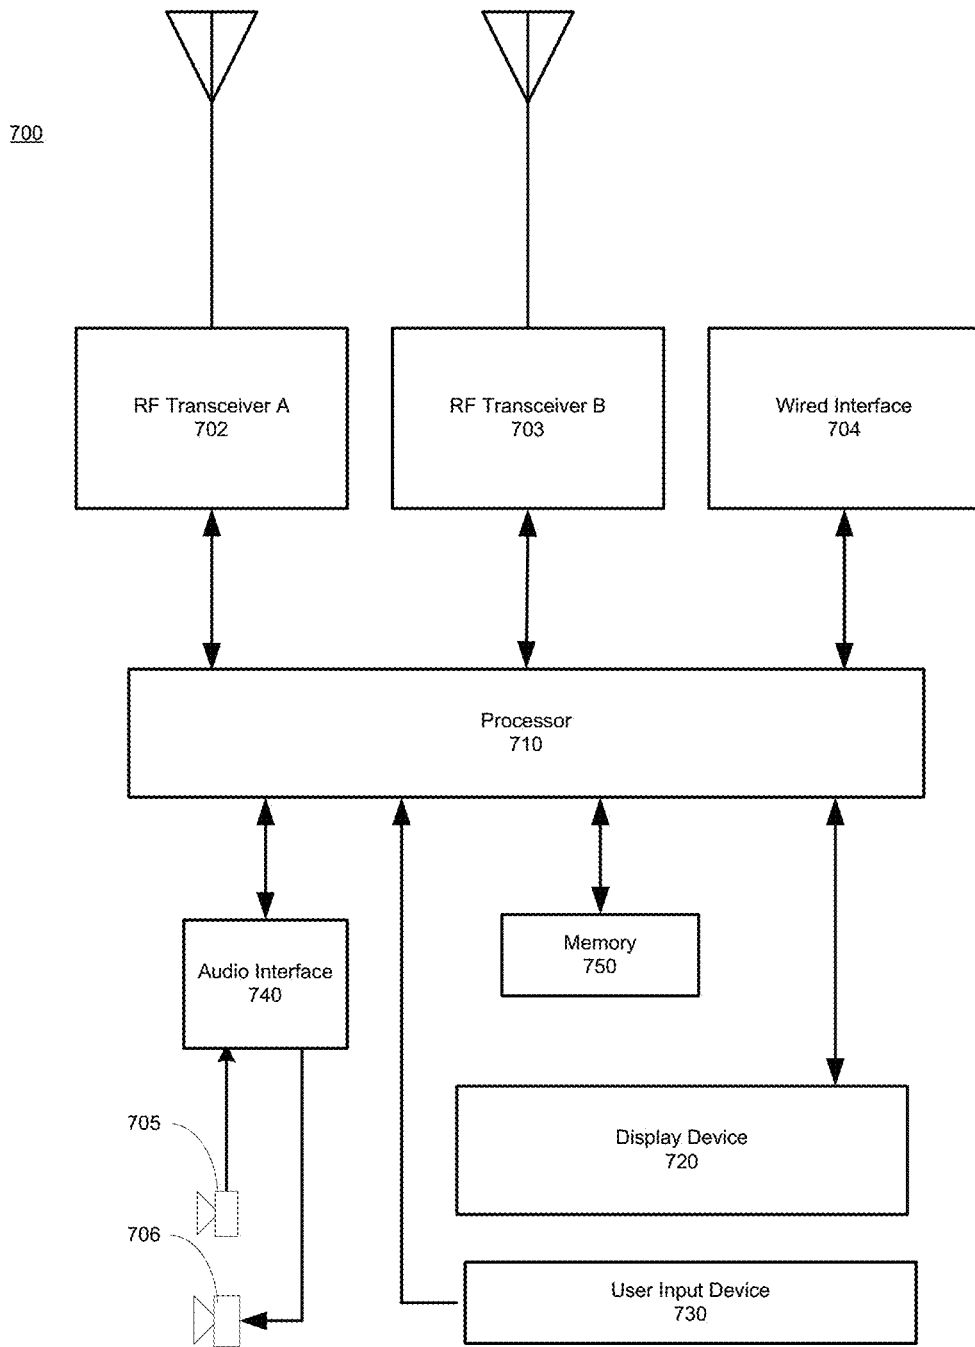 700
RF Transceiver A
702
RF Transceiver B
703
Wired Interface
704
Processor
710
Audio Interface
740
Memory
750
705
Display Device
720
706
User Input Device
730